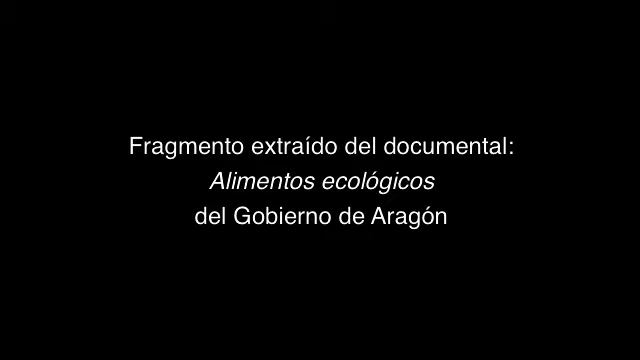 Fragmento extraído del documental:
Alimentos ecológicos
del Gobierno de Aragón